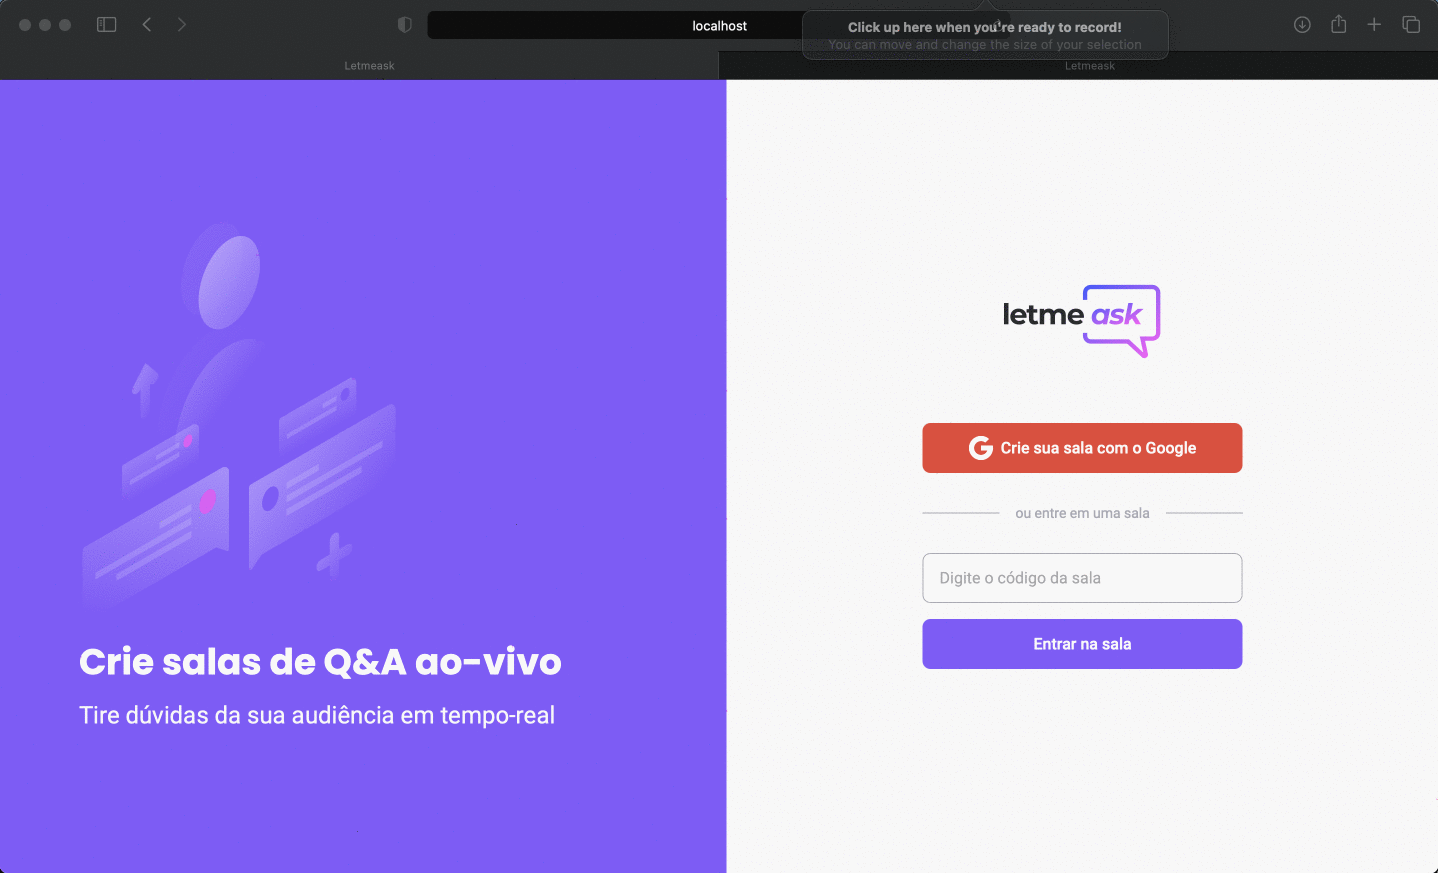 localhost
Click up here when you're ready to record!
You can move and change the size of your selection
Letmeask
Letmeask
letme ask
Crie sua sala com o Google
ou entre em uma sala
Digite o código da sala
Entrar na sala
Crie salas de Q&A ao-vivo
Tire dúvidas da sua audiência em tempo-real